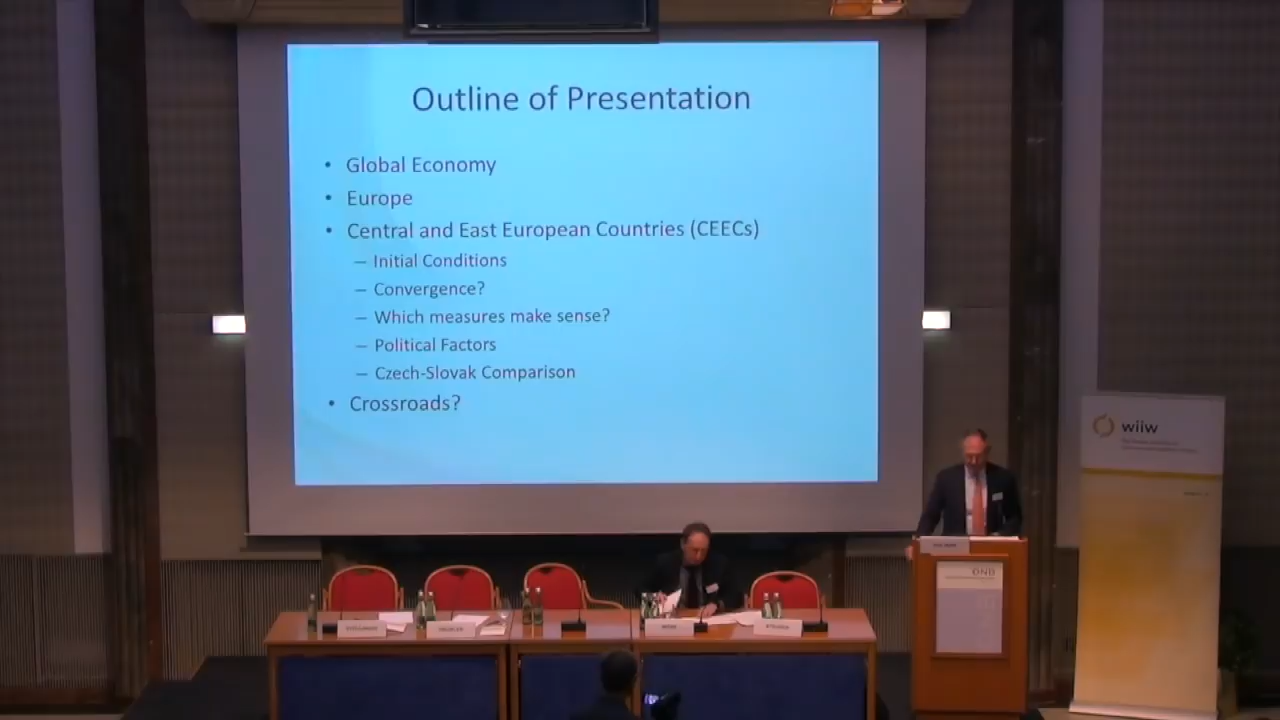 Outline of Presentation
• Global Economy
• Europe
• Central and East European Countries (CEECs)
– Initial Conditions
– Convergence?
– Which measures make sense?
– Political Factors
– Czech-Slovak Comparison
• Crossroads?
wiiw